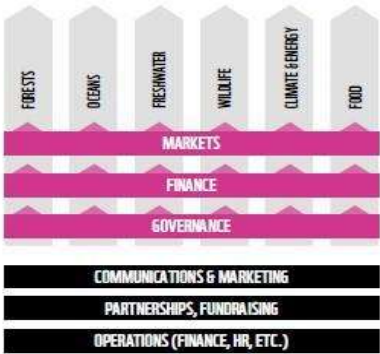 FORESTS
OCEANS
FRESHWATER
WILDLIFE
CLIMATE & ENERGY
FOOD
MARKETS
FINANCE
GOVERNANCE
COMMUNICATIONS & MARKETING
PARTNERSHIPS, FUNDRAISING
OPERATIONS (FINANCE, HR, ETC.)